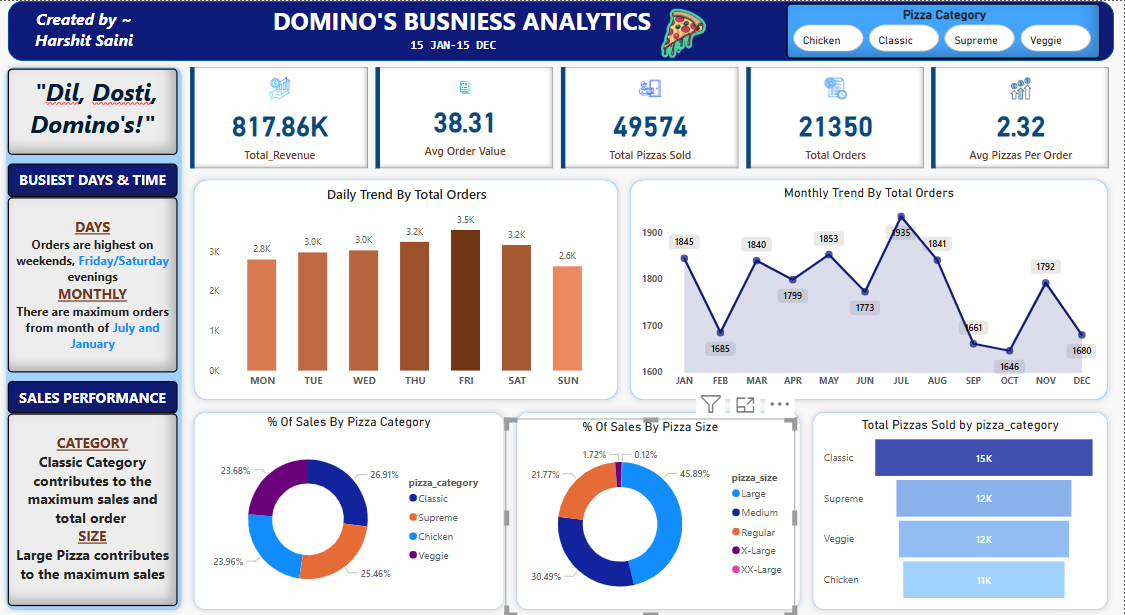 Created by ~
Harshit Saini
DOMINO'S BUSNIESS ANALYTICS
15 JAN-15 DEC
Pizza Category
Chicken
Classic
Supreme
Veggie
"Dil, Dosti,
Domino's!"
817.86K
Total_Revenue
38.31
Avg Order Value
49574
Total Pizzas Sold
21350
Total Orders
2.32
Avg Pizzas Per Order
BUSIEST DAYS & TIME
DAYS
Orders are highest on
weekends, Friday/Saturday
evenings
MONTHLY
There are maximum orders
from month of July and
January
Daily Trend By Total Orders
3K
2K
1K
0K
2.8K
3.0K
3.0K
3.2K
3.5K
3.2K
2.6K
MON
TUE
WED
THU
FRI
SAT
SUN
Monthly Trend By Total Orders
1900
1800
1700
1600
1845
1685
1840
1799
1853
1773
1935
1841
1661
1646
1792
1680
JAN
FEB
MAR
APR
MAY
JUN
JUL
AUG
SEP
OCT
NOV
DEC
SALES PERFORMANCE
CATEGORY
Classic Category
contributes to the
maximum sales and
total order
SIZE
Large Pizza contributes
to the maximum sales
% Of Sales By Pizza Category
23.68%
26.91%
23.96%
25.46%
pizza_category
Classic
Supreme
Chicken
Veggie
% Of Sales By Pizza Size
1.72%
0.12%
21.77%
45.89%
30.49%
pizza_size
Large
Medium
Regular
X-Large
XX-Large
Total Pizzas Sold by pizza_category
Classic
15K
Supreme
12K
Veggie
12K
Chicken
11K